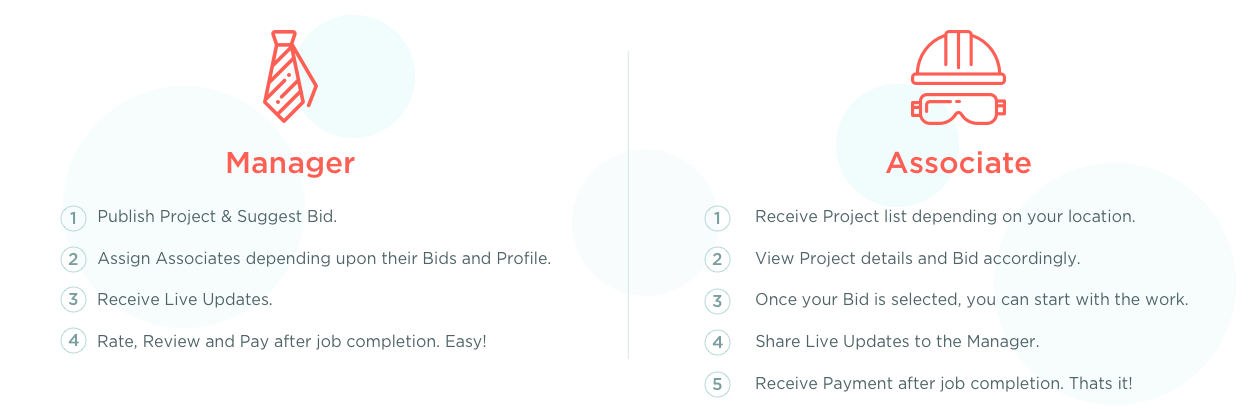 Manager
1 Publish Project & Suggest Bid.
2 Assign Associates depending upon their Bids and Profile.
3 Receive Live Updates.
4 Rate, Review and Pay after job completion. Easy!
Associate
1 Receive Project list depending on your location.
2 View Project details and Bid accordingly.
3 Once your Bid is selected, you can start with the work.
4 Share Live Updates to the Manager.
5 Receive Payment after job completion. Thats it!